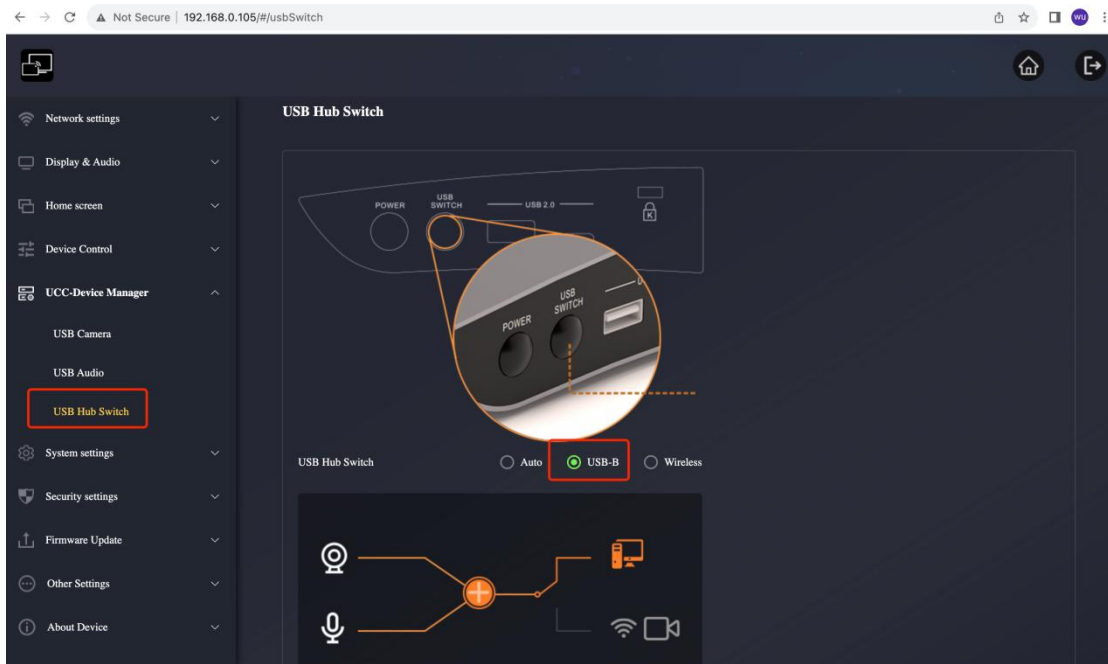 Not Secure | 192.168.0.105/#/usbSwitch
WU
USB Hub Switch
Network settings
Display & Audio
Home screen
Device Control
UCC-Device Manager
USB Camera
USB Audio
USB Hub Switch
System settings
Security settings
Firmware Update
Other Settings
About Device
POWER
USB
SWITCH
USB 2.0
K
POWER
USB
SWITCH
U
USB Hub Switch
Auto
USB-B
Wireless